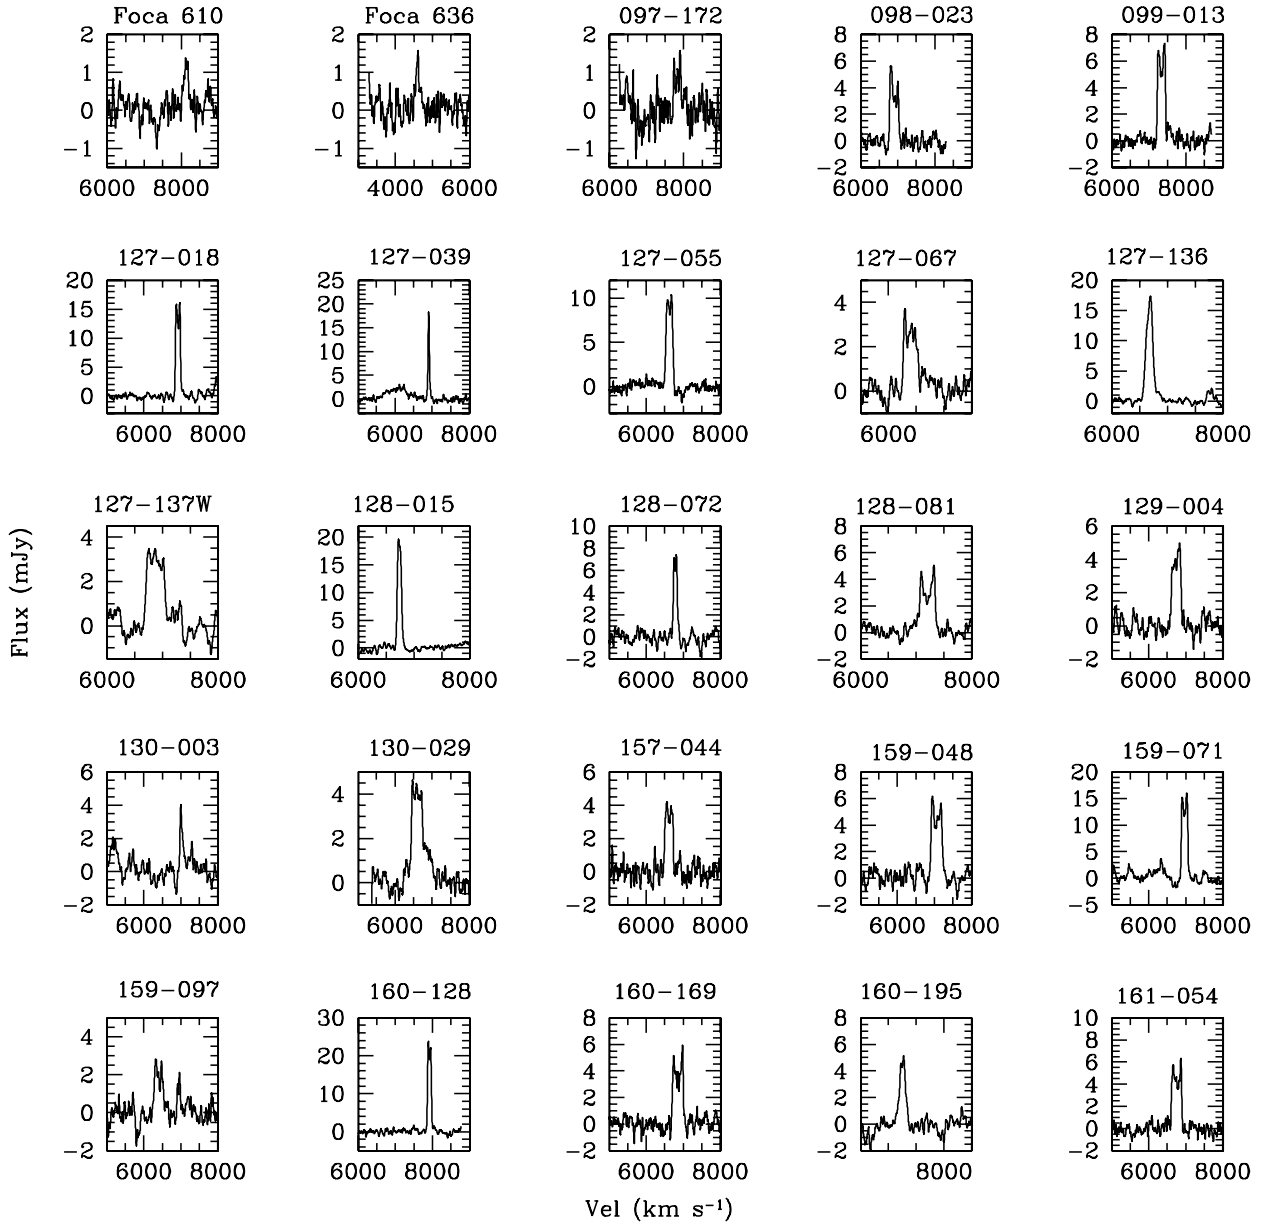 Foca 610 Foca 636 097-172 098-023 099-013
2 2 2 8 8
1 1 1 6 6
0 0 0 4 4
-1 -1 -1 2 2
0 0
-2 -2
6000 8000 4000 6000 6000 8000 6000 8000 6000 8000
127-018 127-039 127-055 127-067 127-136
20 25 10 4 20
15 20 5 2 15
10 15 0 0 10
5 10 5
0 5 0
0
6000 8000 6000 8000 6000 8000 6000 6000 8000
127-137W 128-015 128-072 128-081 129-004
4 20 10 8 6
2 15 8 6 4
0 10 6 4 2
5 4 2 0
0 2 0 -2
0 -2
-2
6000 8000 6000 8000 6000 8000 6000 8000 6000 8000
Flux (mJy)
130-003 130-029 157-044 159-048 159-071
6 4 6 8 20
4 2 4 6 15
2 0 2 4 10
0 0 2 5
-2 -2 0 0
-2 -5
6000 8000 6000 8000 6000 8000 6000 8000 6000 8000
159-097 160-128 160-169 160-195 161-054
4 30 8 8 10
2 20 6 6 8
0 10 4 4 6
-2 0 2 2 4
0 0 2
-2 -2 0
-2
6000 8000 6000 8000 6000 8000 8000 6000 8000
Vel (km s⁻¹)